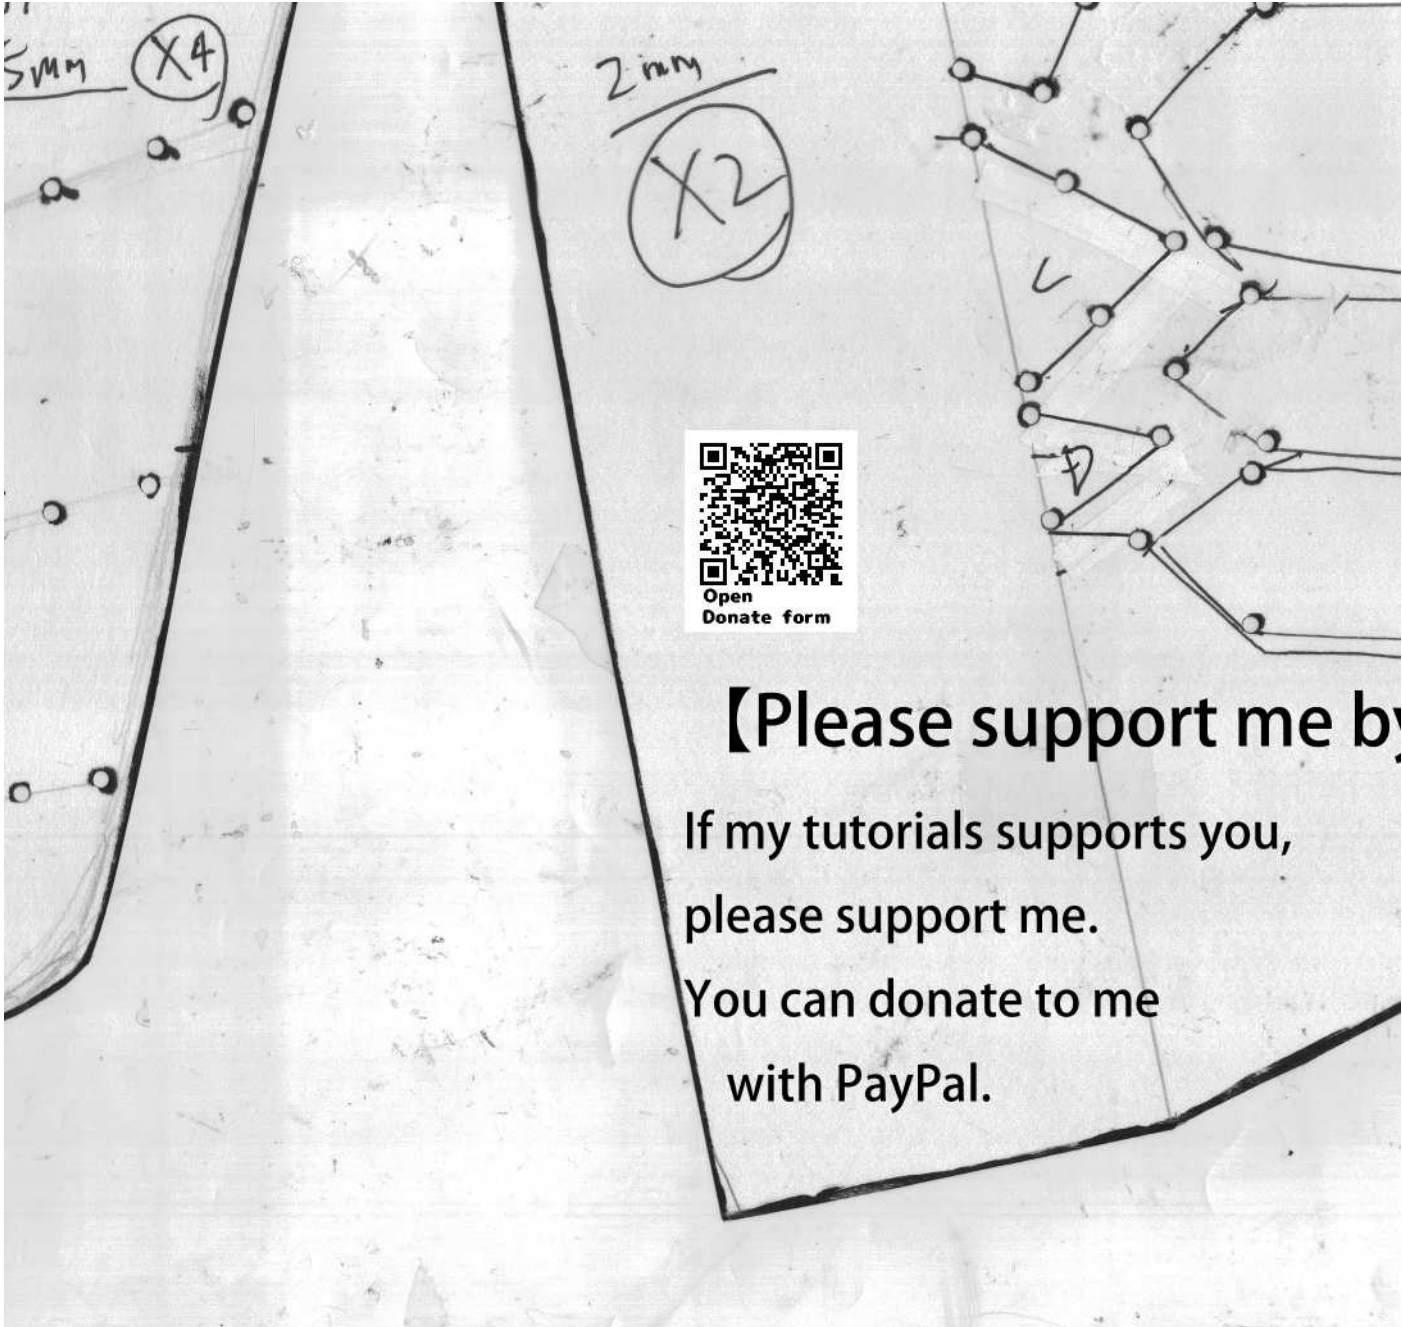 5mm X4
2mm
X2
C
D
Open
Donate form
【Please support me by
If my tutorials supports you,
please support me.
You can donate to me
with PayPal.